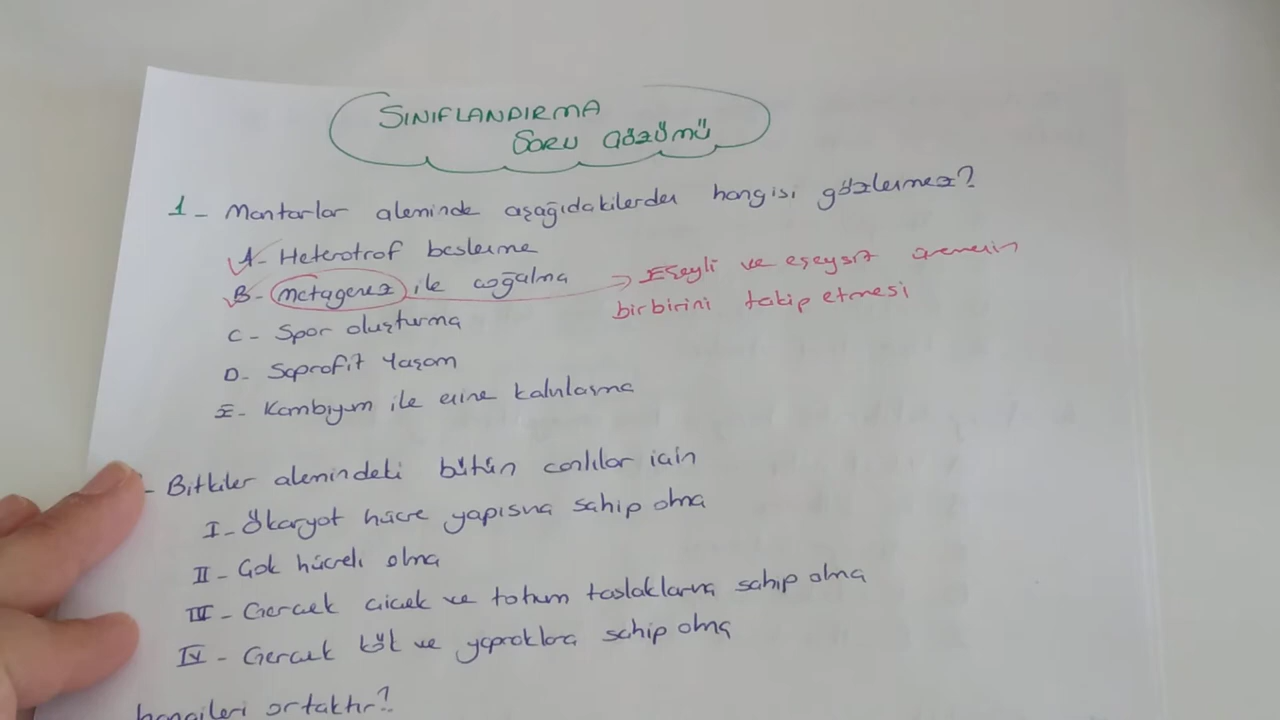 SINIFLANDIRMA
SORU ÇÖZÜMÜ
1- Mantarlar aleminde aşağıdakilerden hangisi gözlenmez?
A- Heterotrof beslenme
B- metagenez ile çoğalma → Eşeyli ve eşeysiz üremenin
birbirini takip etmesi
C- Spor oluşturma
D- Saprofit Yaşam
E- Kambiyum ile enine kalınlaşma
- Bitkiler alemindeki bütün canlılar için
I- Ökaryot hücre yapısına sahip olma
II- Çok hücreli olma
III- Gerçek çiçek ve tohum taslaklarına sahip olma
IV- Gerçek kök ve yapraklara sahip olma
hangileri ortaktır?